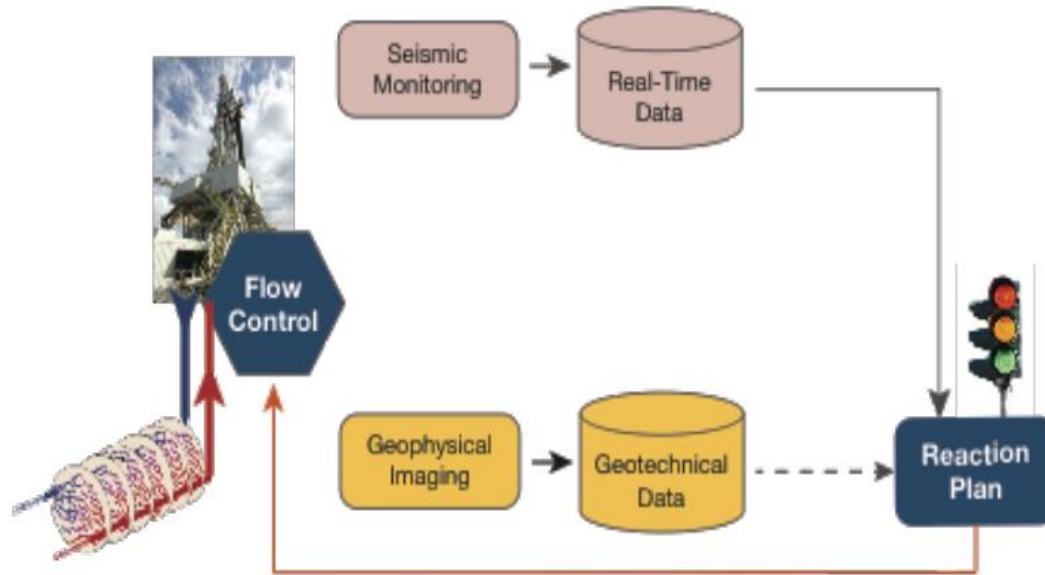 Seismic
Monitoring
Real-Time
Data
Flow
Control
Geophysical
Imaging
Geotechnical
Data
Reaction
Plan